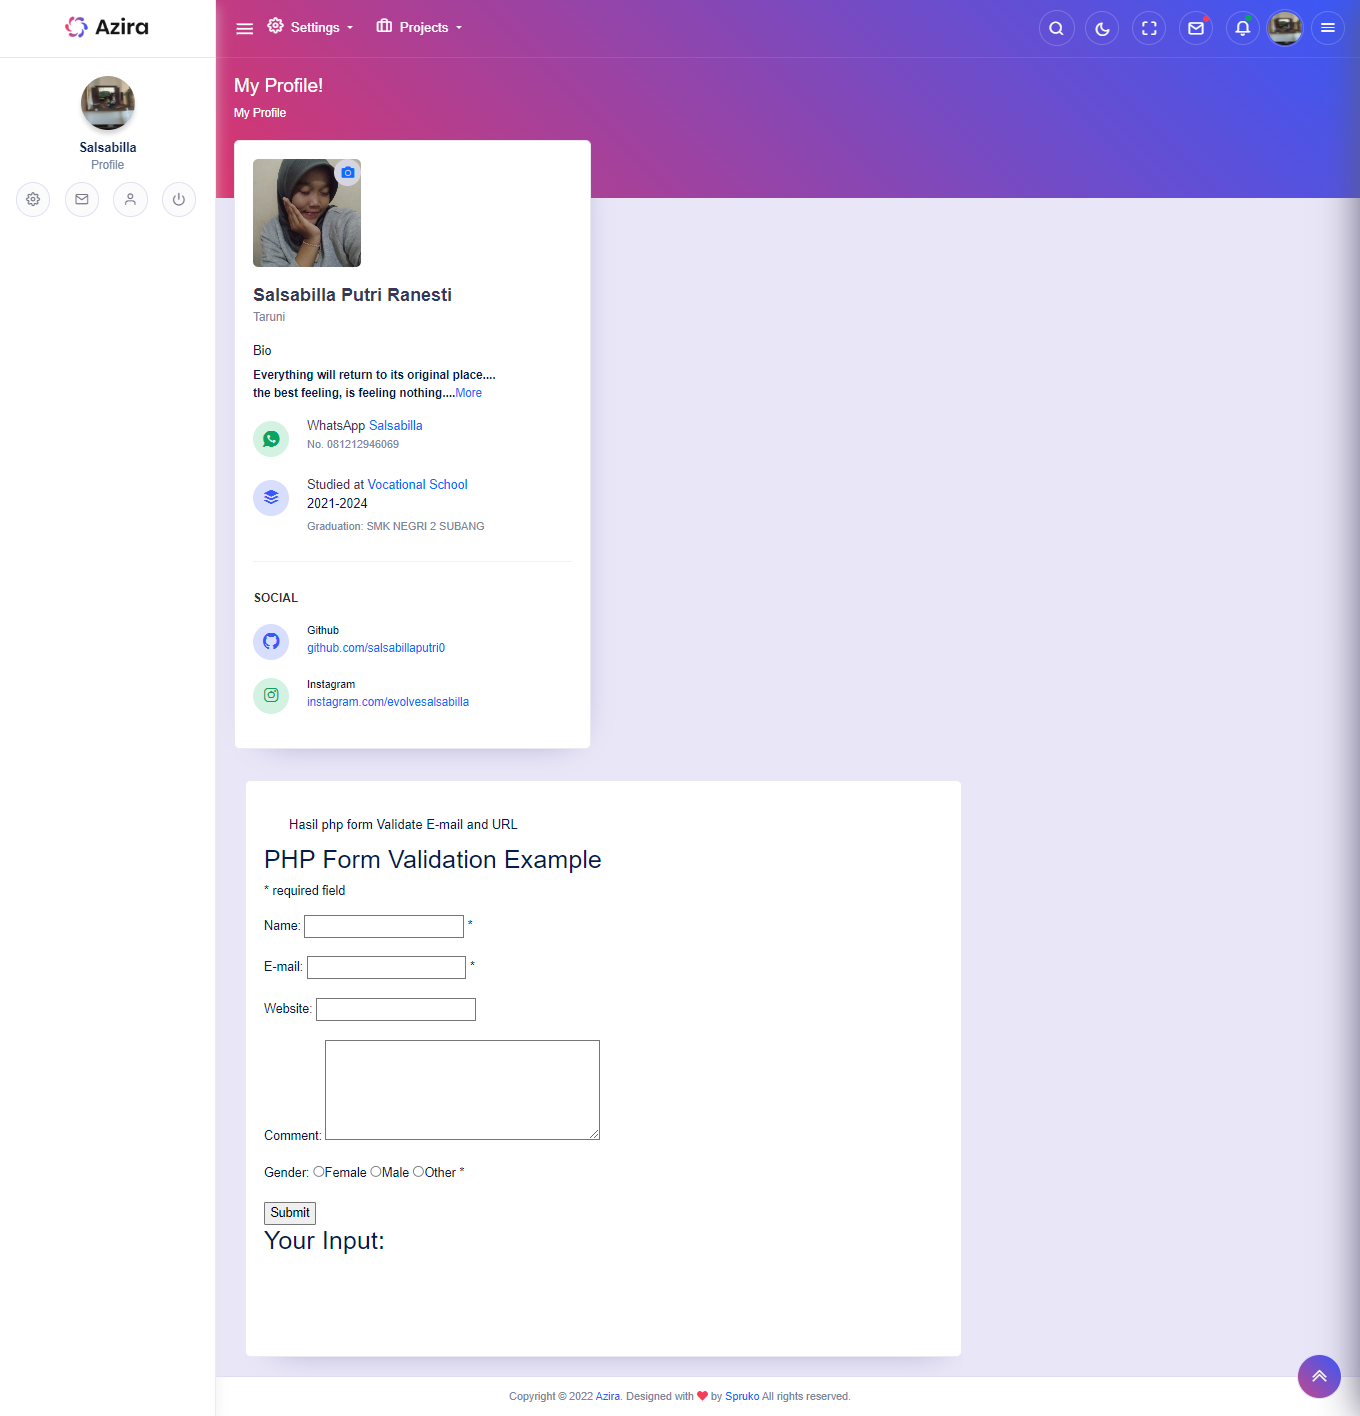 Azira
Settings
Projects
Salsabilla
Profile
My Profile!
My Profile
Salsabilla Putri Ranesti
Taruni
Bio
Everything will return to its original place....
the best feeling, is feeling nothing....More
WhatsApp Salsabilla
No. 081212946069
Studied at Vocational School
2021-2024
Graduation: SMK NEGRI 2 SUBANG
SOCIAL
Github
github.com/salsabillaputri0
Instagram
instagram.com/evolvesalsabilla
Hasil php form Validate E-mail and URL
PHP Form Validation Example
* required field
Name: *
E-mail: *
Website:
Comment:
Gender: Female Male Other *
Submit
Your Input:
Copyright © 2022 Azira. Designed with ❤ by Spruko All rights reserved.